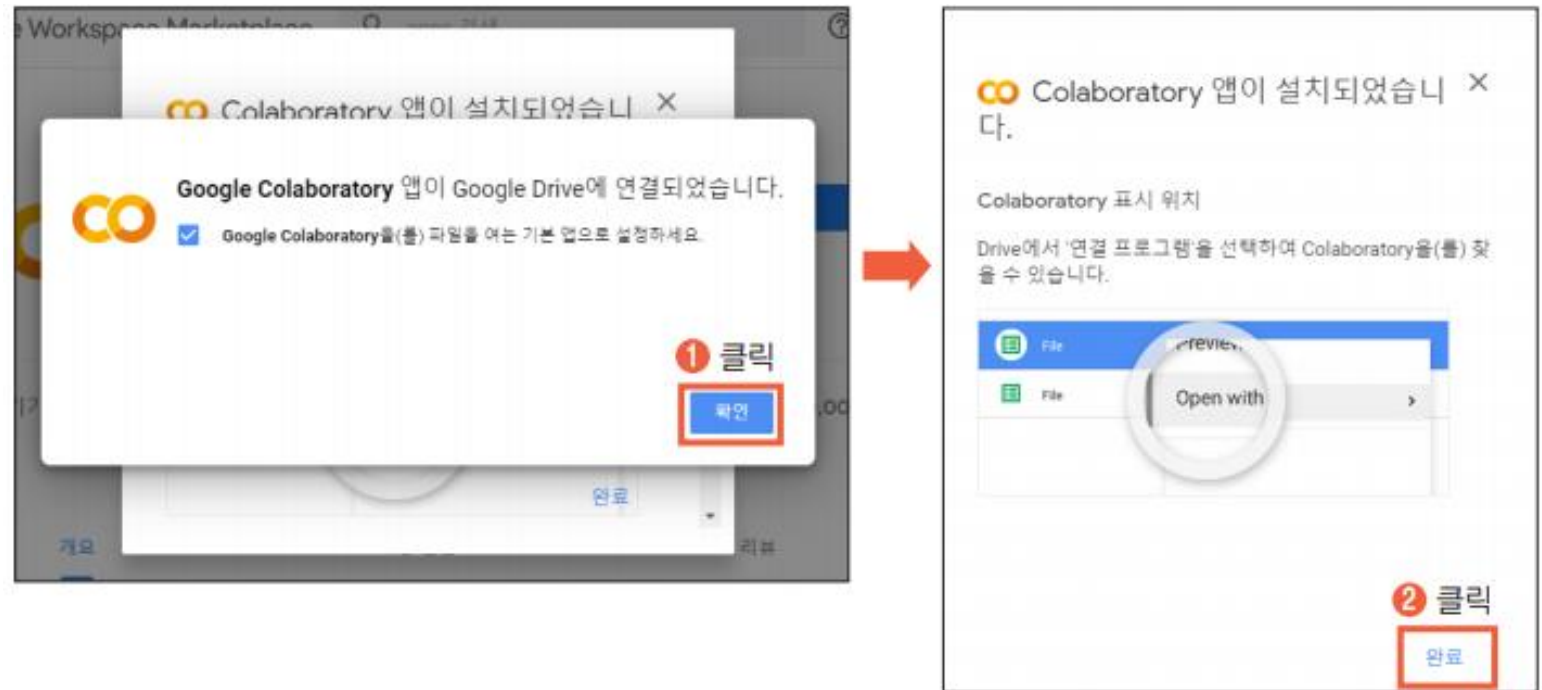 Workspace Marketplace
Colaboratory 앱이 설치되었습니
Google Colaboratory 앱이 Google Drive에 연결되었습니다.
Google Colaboratory을(를) 파일을 여는 기본 앱으로 설정하세요.
1 클릭
확인
완료
개요
리뷰
Colaboratory 앱이 설치되었습니
다.
Colaboratory 표시 위치
Drive에서 '연결 프로그램'을 선택하여 Colaboratory을(를) 찾
을 수 있습니다.
File
Preview
File
Open with
2 클릭
완료